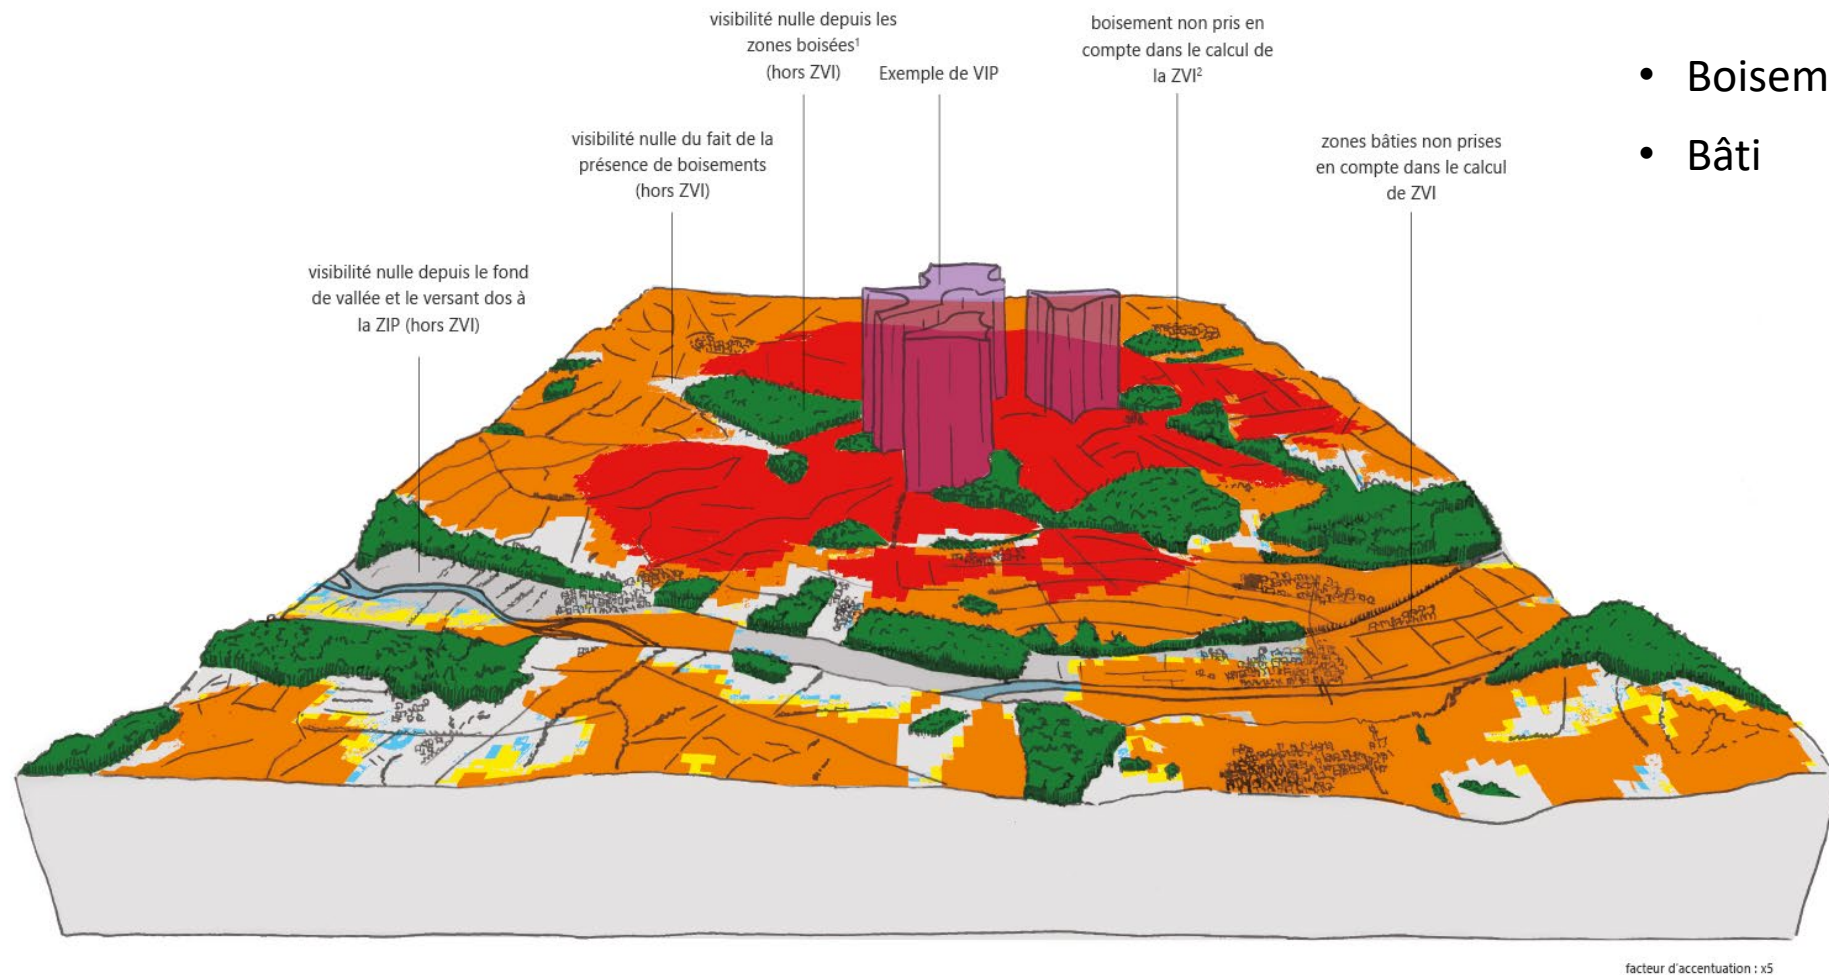 visibilité nulle depuis les
zones boisées¹
(hors ZVI)
Exemple de VIP
boisement non pris en
compte dans le calcul de
la ZVI²
visibilité nulle du fait de la
présence de boisements
(hors ZVI)
zones bâties non prises
en compte dans le calcul
de ZVI
visibilité nulle depuis le fond
de vallée et le versant dos à
la ZIP (hors ZVI)
• Boisem
• Bâti
facteur d'accentuation : x5